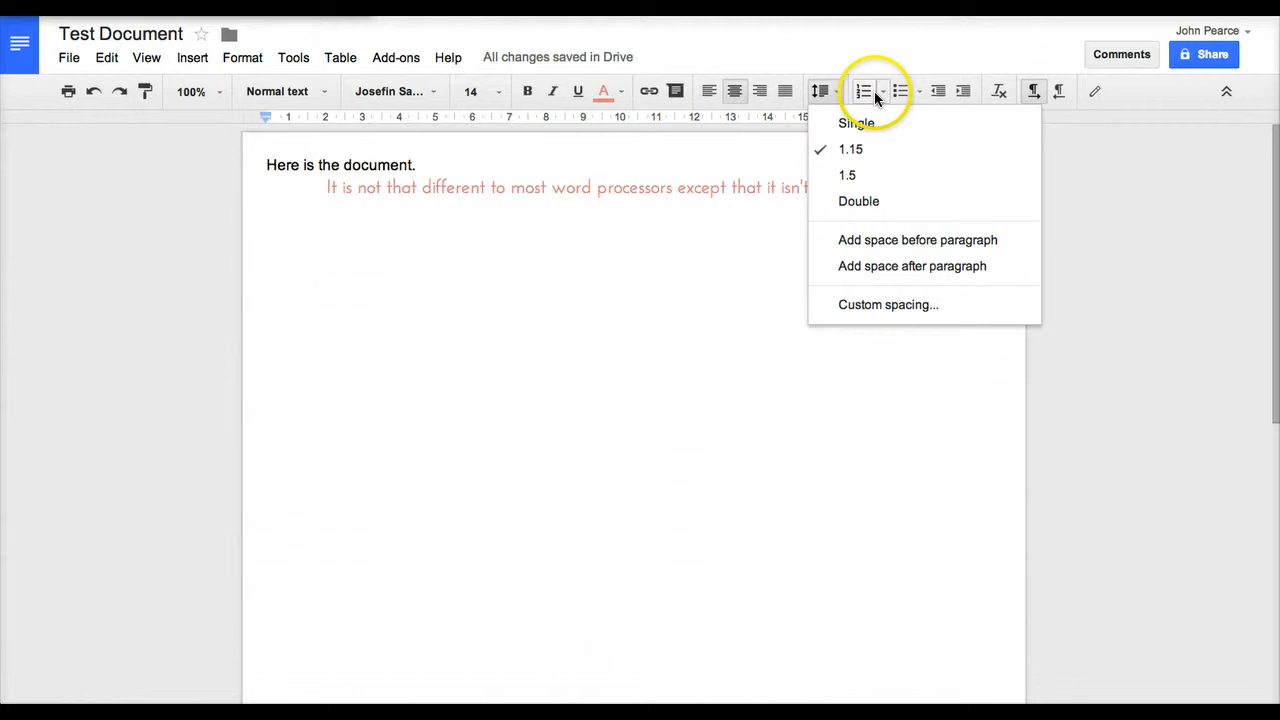 Test Document
John Pearce
File Edit View Insert Format Tools Table Add-ons Help All changes saved in Drive
Comments
Share
100% Normal text Josefin Sa... 14 B I U A
1 2 3 4 5 6 7 8 9 10 11 12 13 14 15
Here is the document.
It is not that different to most word processors except that it isn't
Single
1.15
1.5
Double
Add space before paragraph
Add space after paragraph
Custom spacing...